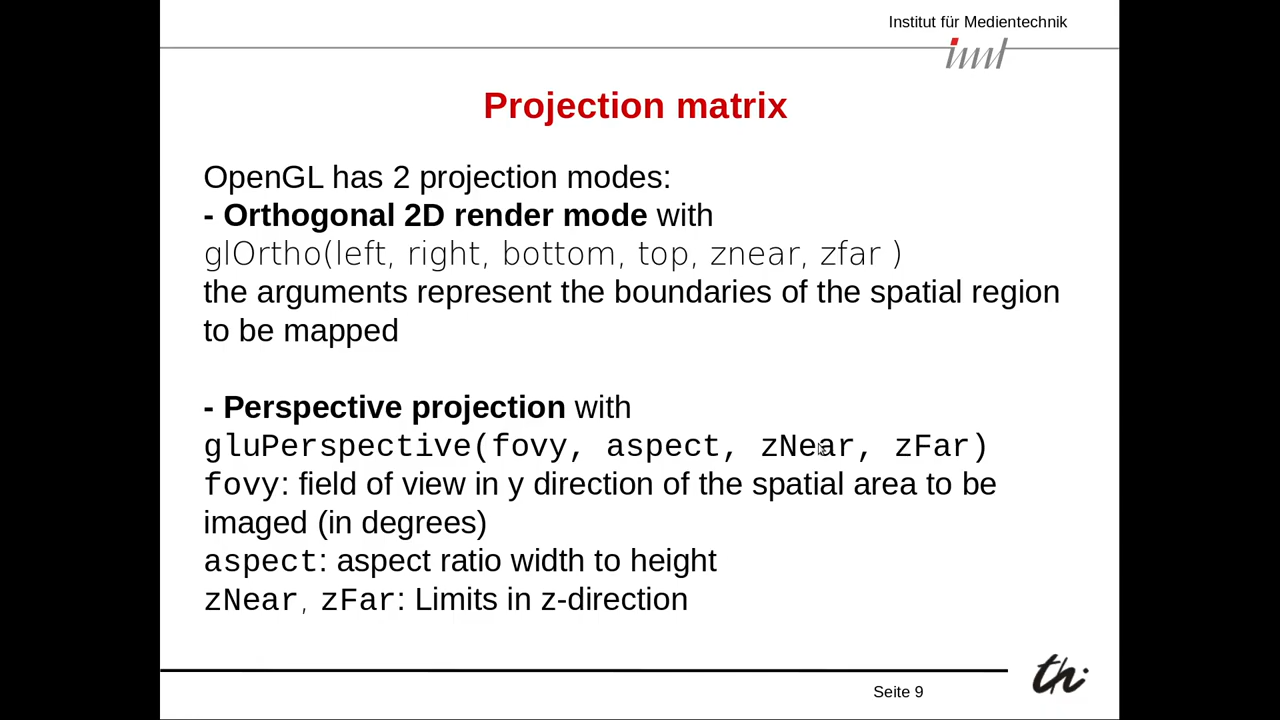 Institut für Medientechnik
iml
Projection matrix
OpenGL has 2 projection modes:
- Orthogonal 2D render mode with
glOrtho(left, right, bottom, top, znear, zfar )
the arguments represent the boundaries of the spatial region
to be mapped
- Perspective projection with
gluPerspective(fovy, aspect, zNear, zFar)
fovy: field of view in y direction of the spatial area to be
imaged (in degrees)
aspect: aspect ratio width to height
zNear, zFar: Limits in z-direction
th
Seite 9